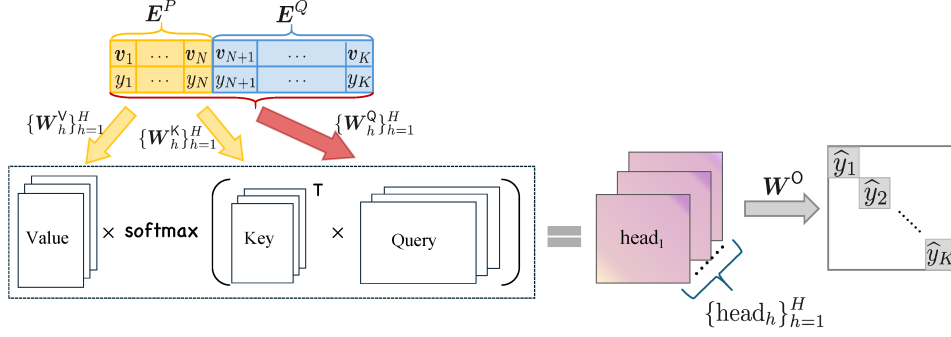 E^P E^Q
v_1 ⋯ v_N v_{N+1} ⋯ v_K
y_1 ⋯ y_N y_{N+1} ⋯ y_K
{W_h^V}_{h=1}^H {W_h^K}_{h=1}^H {W_h^Q}_{h=1}^H
Value × softmax ( Key ^T × Query ) = head_1
W^O
ŷ_1
ŷ_2
ŷ_K
{head_h}_{h=1}^H